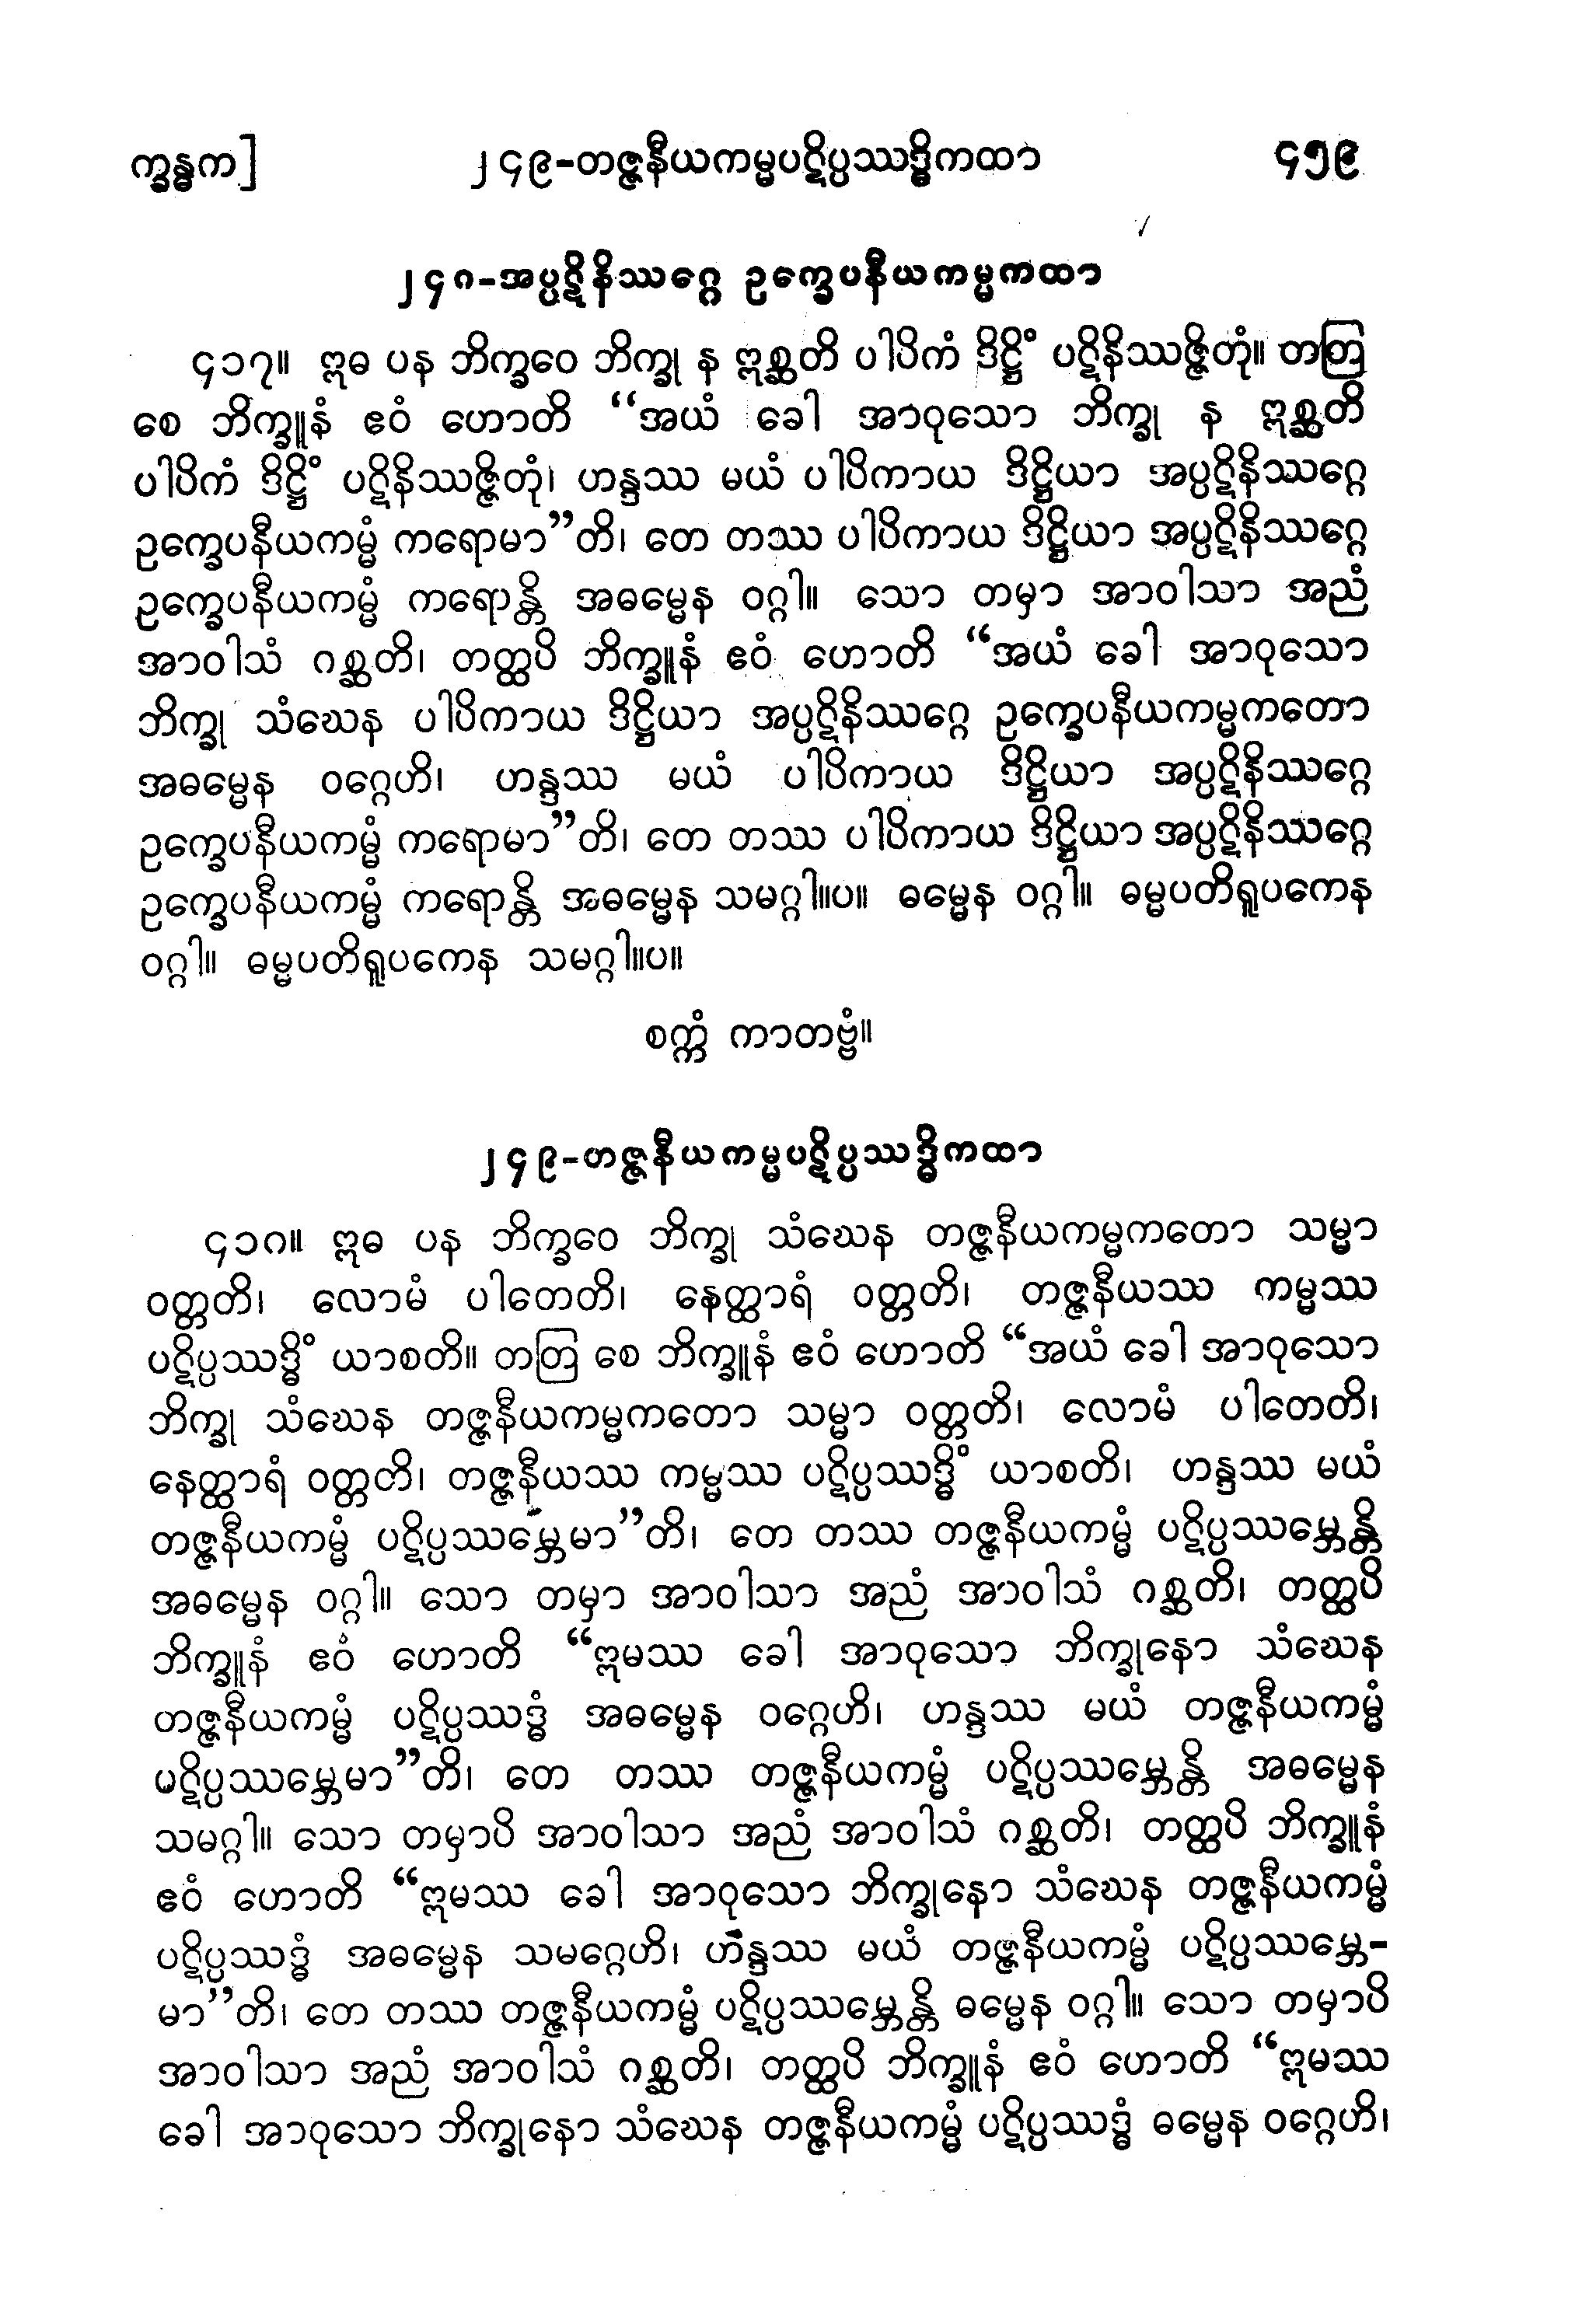 က္ခန္ဓက]
၂၄၉-တဇ္ဇနီယကမ္မပဋိပ္ပဿဒ္ဓိကထာ
၄၅၉
၂၄၈-အပ္ပဋိနိဿဂ္ဂေ ဥက္ခေပနီယကမ္မကထာ
၄၁၇။ ဣဓ ပန ဘိက္ခဝေ ဘိက္ခု န ဣစ္ဆတိ ပါပိကံ ဒိဋ္ဌိံ ပဋိနိဿဇ္ဇိတုံ။ တတြ
စေ ဘိက္ခူနံ ဧဝံ ဟောတိ “အယံ ခေါ အာဝုသော ဘိက္ခု န ဣစ္ဆတိ
ပါပိကံ ဒိဋ္ဌိံ ပဋိနိဿဇ္ဇိတုံ၊ ဟန္ဒဿ မယံ ပါပိကာယ ဒိဋ္ဌိယာ အပ္ပဋိနိဿဂ္ဂေ
ဥက္ခေပနီယကမ္မံ ကရောမာ”တိ၊ တေ တဿ ပါပိကာယ ဒိဋ္ဌိယာ အပ္ပဋိနိဿဂ္ဂေ
ဥက္ခေပနီယကမ္မံ ကရောန္တိ အဓမ္မေန ဝဂ္ဂါ။ သော တမှာ အာဝါသာ အညံ
အာဝါသံ ဂစ္ဆတိ၊ တတ္ထပိ ဘိက္ခူနံ ဧဝံ ဟောတိ “အယံ ခေါ အာဝုသော
ဘိက္ခု သံဃေန ပါပိကာယ ဒိဋ္ဌိယာ အပ္ပဋိနိဿဂ္ဂေ ဥက္ခေပနီယကမ္မကတော
အဓမ္မေန ဝဂ္ဂေဟိ၊ ဟန္ဒဿ မယံ ပါပိကာယ ဒိဋ္ဌိယာ အပ္ပဋိနိဿဂ္ဂေ
ဥက္ခေပနီယကမ္မံ ကရောမာ”တိ၊ တေ တဿ ပါပိကာယ ဒိဋ္ဌိယာ အပ္ပဋိနိဿဂ္ဂေ
ဥက္ခေပနီယကမ္မံ ကရောန္တိ အဓမ္မေန သမဂ္ဂါ။ပ။ ဓမ္မေန ဝဂ္ဂါ။ ဓမ္မပတိရူပကေန
ဝဂ္ဂါ။ ဓမ္မပတိရူပကေန သမဂ္ဂါ။ပ။
စက္ကံ ကာတဗ္ဗံ။
၂၄၉-တဇ္ဇနီယကမ္မပဋိပ္ပဿဒ္ဓိကထာ
၄၁၈။ ဣဓ ပန ဘိက္ခဝေ ဘိက္ခု သံဃေန တဇ္ဇနီယကမ္မကတော သမ္မာ
ဝတ္တတိ၊ လောမံ ပါတေတိ၊ နေတ္ထာရံ ဝတ္တတိ၊ တဇ္ဇနီယဿ ကမ္မဿ
ပဋိပ္ပဿဒ္ဓိံ ယာစတိ။ တတြ စေ ဘိက္ခူနံ ဧဝံ ဟောတိ “အယံ ခေါ အာဝုသော
ဘိက္ခု သံဃေန တဇ္ဇနီယကမ္မကတော သမ္မာ ဝတ္တတိ၊ လောမံ ပါတေတိ၊
နေတ္ထာရံ ဝတ္တတိ၊ တဇ္ဇနီယဿ ကမ္မဿ ပဋိပ္ပဿဒ္ဓိံ ယာစတိ၊ ဟန္ဒဿ မယံ
တဇ္ဇနီယကမ္မံ ပဋိပ္ပဿမ္ဘေမာ”တိ၊ တေ တဿ တဇ္ဇနီယကမ္မံ ပဋိပ္ပဿမ္ဘေန္တိ
အဓမ္မေန ဝဂ္ဂါ။ သော တမှာ အာဝါသာ အညံ အာဝါသံ ဂစ္ဆတိ၊ တတ္ထပိ
ဘိက္ခူနံ ဧဝံ ဟောတိ “ဣမဿ ခေါ အာဝုသော ဘိက္ခုနော သံဃေန
တဇ္ဇနီယကမ္မံ ပဋိပ္ပဿဒ္ဓံ အဓမ္မေန ဝဂ္ဂေဟိ၊ ဟန္ဒဿ မယံ တဇ္ဇနီယကမ္မံ
ပဋိပ္ပဿမ္ဘေမာ”တိ၊ တေ တဿ တဇ္ဇနီယကမ္မံ ပဋိပ္ပဿမ္ဘေန္တိ အဓမ္မေန
သမဂ္ဂါ။ သော တမှာပိ အာဝါသာ အညံ အာဝါသံ ဂစ္ဆတိ၊ တတ္ထပိ ဘိက္ခူနံ
ဧဝံ ဟောတိ “ဣမဿ ခေါ အာဝုသော ဘိက္ခုနော သံဃေန တဇ္ဇနီယကမ္မံ
ပဋိပ္ပဿဒ္ဓံ အဓမ္မေန သမဂ္ဂေဟိ၊ ဟန္ဒဿ မယံ တဇ္ဇနီယကမ္မံ ပဋိပ္ပဿမ္ဘေ-
မာ”တိ၊ တေ တဿ တဇ္ဇနီယကမ္မံ ပဋိပ္ပဿမ္ဘေန္တိ ဓမ္မေန ဝဂ္ဂါ။ သော တမှာပိ
အာဝါသာ အညံ အာဝါသံ ဂစ္ဆတိ၊ တတ္ထပိ ဘိက္ခူနံ ဧဝံ ဟောတိ “ဣမဿ
ခေါ အာဝုသော ဘိက္ခုနော သံဃေန တဇ္ဇနီယကမ္မံ ပဋိပ္ပဿဒ္ဓံ ဓမ္မေန ဝဂ္ဂေဟိ၊